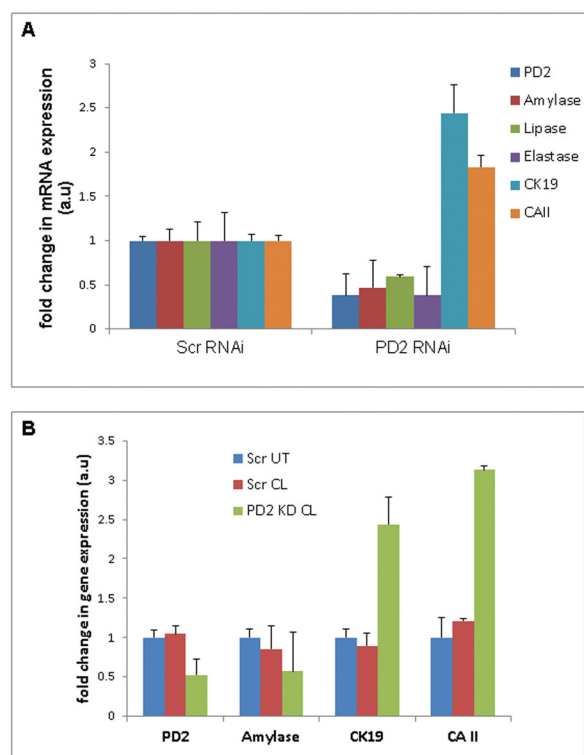 A
fold change in mRNA expression
(a.u)
3
2.5
2
1.5
1
0.5
0
Scr RNAi
PD2 RNAi
PD2
Amylase
Lipase
Elastase
CK19
CAII
B
fold change in gene expression (a.u)
3.5
3
2.5
2
1.5
1
0.5
0
Scr UT
Scr CL
PD2 KD CL
PD2
Amylase
CK19
CA II